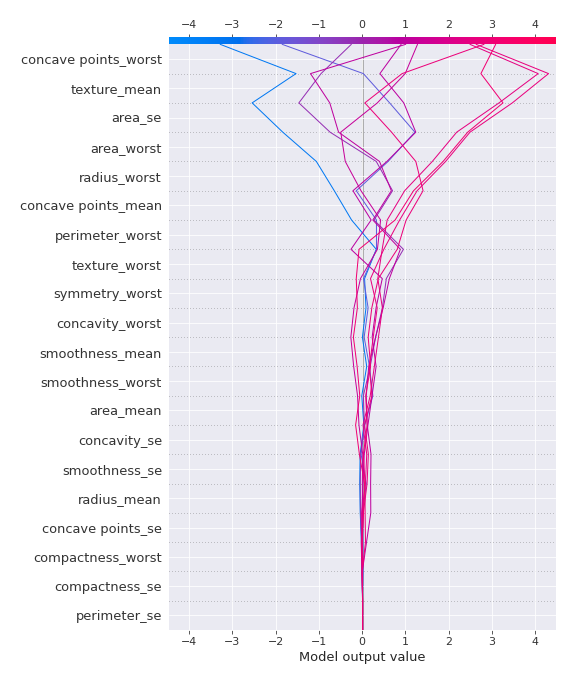 −4 −3 −2 −1 0 1 2 3 4
concave points_worst
texture_mean
area_se
area_worst
radius_worst
concave points_mean
perimeter_worst
texture_worst
symmetry_worst
concavity_worst
smoothness_mean
smoothness_worst
area_mean
concavity_se
smoothness_se
radius_mean
concave points_se
compactness_worst
compactness_se
perimeter_se
−4 −3 −2 −1 0 1 2 3 4
Model output value